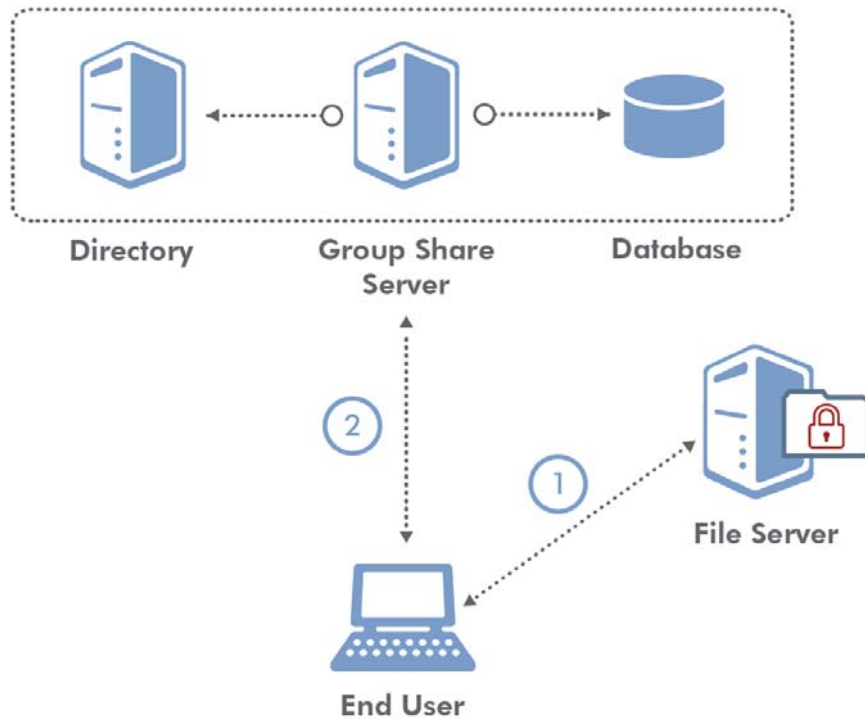 Directory
Group Share
Server
Database
2
1
File Server
End User